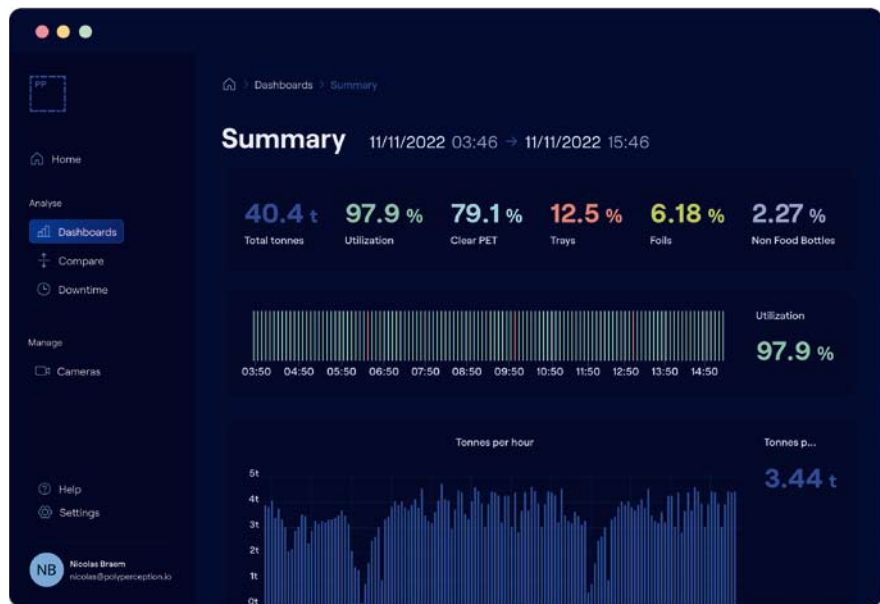 PP
Home
Analyse
Dashboards
Compare
Downtime
Manage
Cameras
Help
Settings
NB
Nicolas Braem
nicolas@polyperception.io
Dashboards > Summary
Summary 11/11/2022 03:46 → 11/11/2022 15:46
40.4 t 97.9 % 79.1 % 12.5 % 6.18 % 2.27 %
Total tonnes Utilization Clear PET Trays Foils Non Food Bottles
Utilization
97.9 %
03:50 04:50 05:50 06:50 07:50 08:50 09:50 10:50 11:50 12:50 13:50 14:50
Tonnes per hour
Tonnes p...
3.44 t
5t
4t
3t
2t
1t
0t